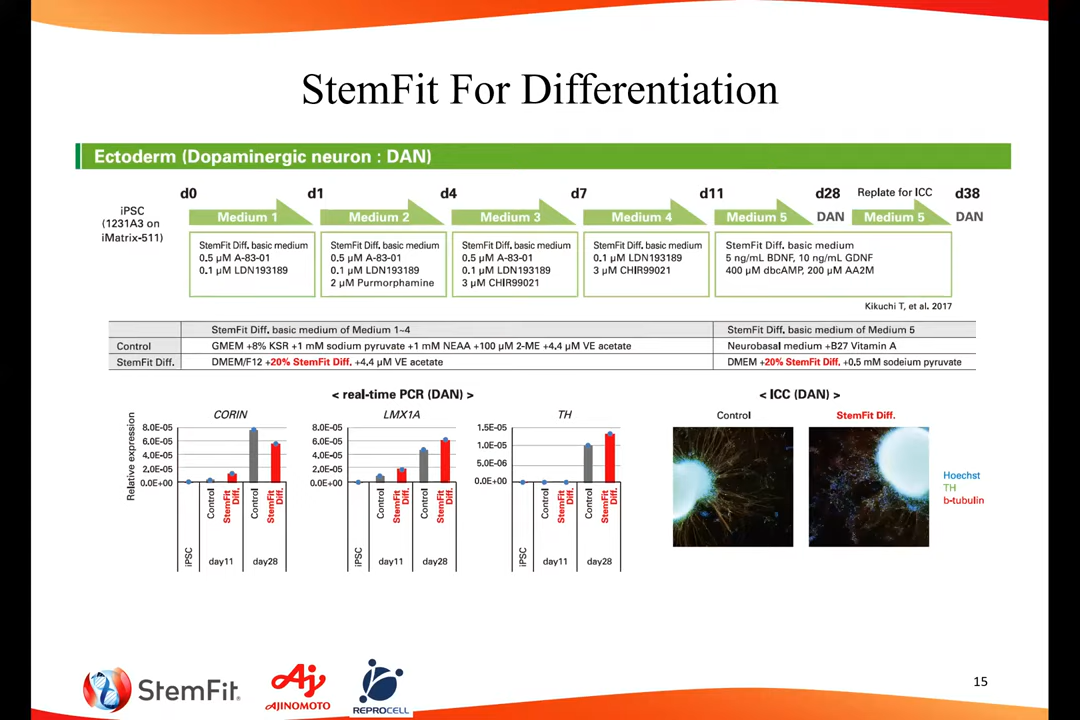 StemFit For Differentiation
Ectoderm (Dopaminergic neuron : DAN)
d0 d1 d4 d7 d11 d28 Replate for ICC d38
iPSC
(1231A3 on
iMatrix-511)
Medium 1 Medium 2 Medium 3 Medium 4 Medium 5 DAN Medium 5 DAN
StemFit Diff. basic medium
0.5 µM A-83-01
0.1 µM LDN193189
StemFit Diff. basic medium
0.5 µM A-83-01
0.1 µM LDN193189
2 µM Purmorphamine
StemFit Diff. basic medium
0.5 µM A-83-01
0.1 µM LDN193189
3 µM CHIR99021
StemFit Diff. basic medium
0.1 µM LDN193189
3 µM CHIR99021
StemFit Diff. basic medium
5 ng/mL BDNF, 10 ng/mL GDNF
400 µM dbcAMP, 200 µM AA2M
Kikuchi T, et al. 2017
StemFit Diff. basic medium of Medium 1~4 StemFit Diff. basic medium of Medium 5
Control GMEM +8% KSR +1 mM sodium pyruvate +1 mM NEAA +100 µM 2-ME +4.4 µM VE acetate Neurobasal medium +B27 Vitamin A
StemFit Diff. DMEM/F12 +20% StemFit Diff. +4.4 µM VE acetate DMEM +20% StemFit Diff. +0.5 mM sodeium pyruvate
< real-time PCR (DAN) >
Relative expression
CORIN
8.0E-05
6.0E-05
4.0E-05
2.0E-05
0.0E+00
iPSC
Control
StemFit
Diff.
Control
StemFit
Diff.
day11 day28
LMX1A
8.0E-05
6.0E-05
4.0E-05
2.0E-05
0.0E+00
iPSC
Control
StemFit
Diff.
Control
StemFit
Diff.
day11 day28
TH
1.5E-05
1.0E-05
5.0E-06
0.0E+00
iPSC
Control
StemFit
Diff.
Control
StemFit
Diff.
day11 day28
< ICC (DAN) >
Control StemFit Diff.
Hoechst
TH
b-tubulin
StemFit®
Aj
AJINOMOTO
REPROCELL
15